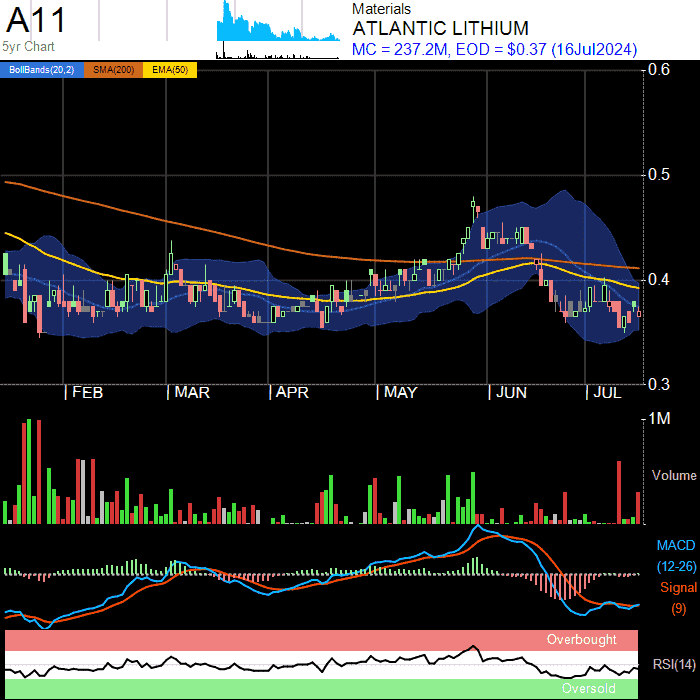 A11
5yr Chart
Materials
ATLANTIC LITHIUM
MC = 237.2M, EOD = $0.37 (16Jul2024)
BollBands(20,2) SMA(200) EMA(50)
0.6
0.5
0.4
0.3
| FEB | MAR | APR | MAY | JUN | JUL
1M
Volume
MACD
(12-26)
Signal
(9)
Overbought
RSI(14)
Oversold